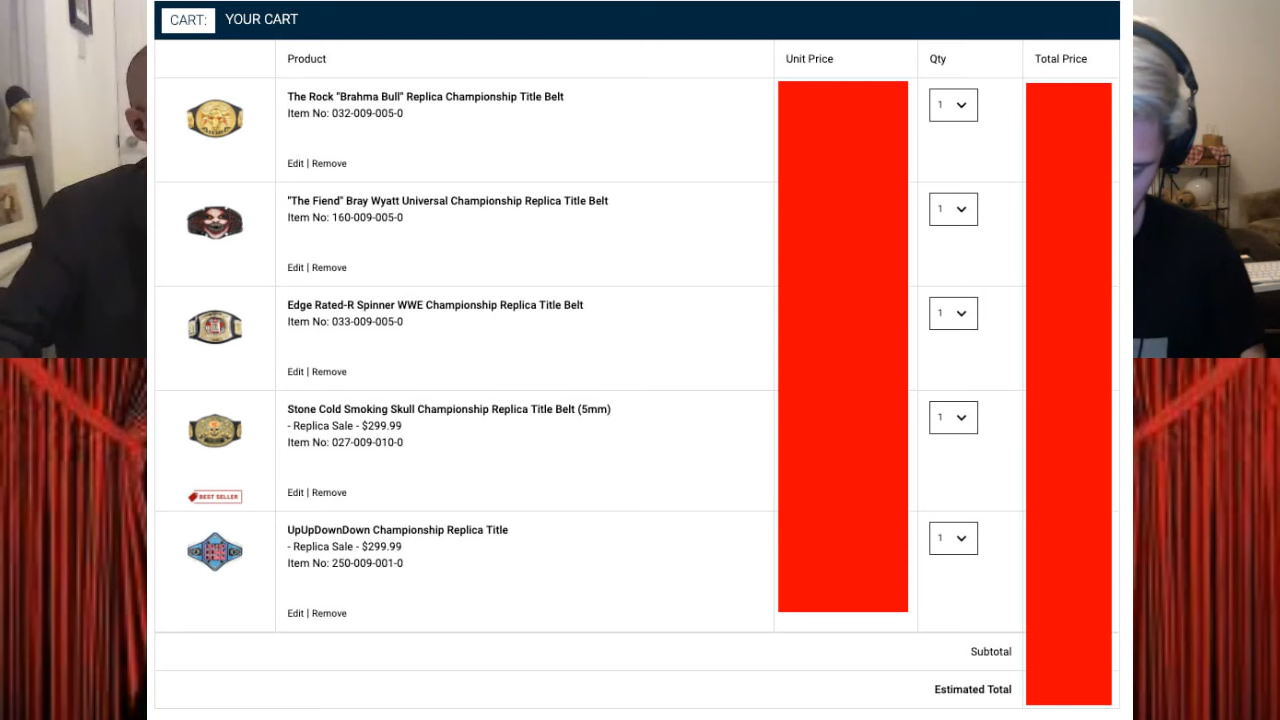 CART: YOUR CART
Product Unit Price Qty Total Price
The Rock "Brahma Bull" Replica Championship Title Belt
Item No: 032-009-005-0
1
Edit | Remove
"The Fiend" Bray Wyatt Universal Championship Replica Title Belt
Item No: 160-009-005-0
1
Edit | Remove
Edge Rated-R Spinner WWE Championship Replica Title Belt
Item No: 033-009-005-0
1
Edit | Remove
Stone Cold Smoking Skull Championship Replica Title Belt (5mm)
- Replica Sale - $299.99
Item No: 027-009-010-0
1
BEST SELLER
Edit | Remove
UpUpDownDown Championship Replica Title
- Replica Sale - $299.99
Item No: 250-009-001-0
1
Edit | Remove
Subtotal
Estimated Total